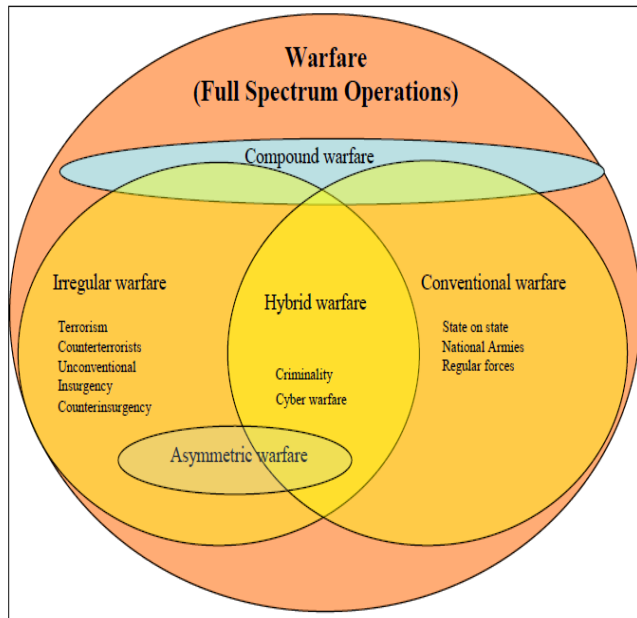 Warfare
(Full Spectrum Operations)
Compound warfare
Irregular warfare
Terrorism
Counterterrorists
Unconventional
Insurgency
Counterinsurgency
Hybrid warfare
Criminality
Cyber warfare
Conventional warfare
State on state
National Armies
Regular forces
Asymmetric warfare